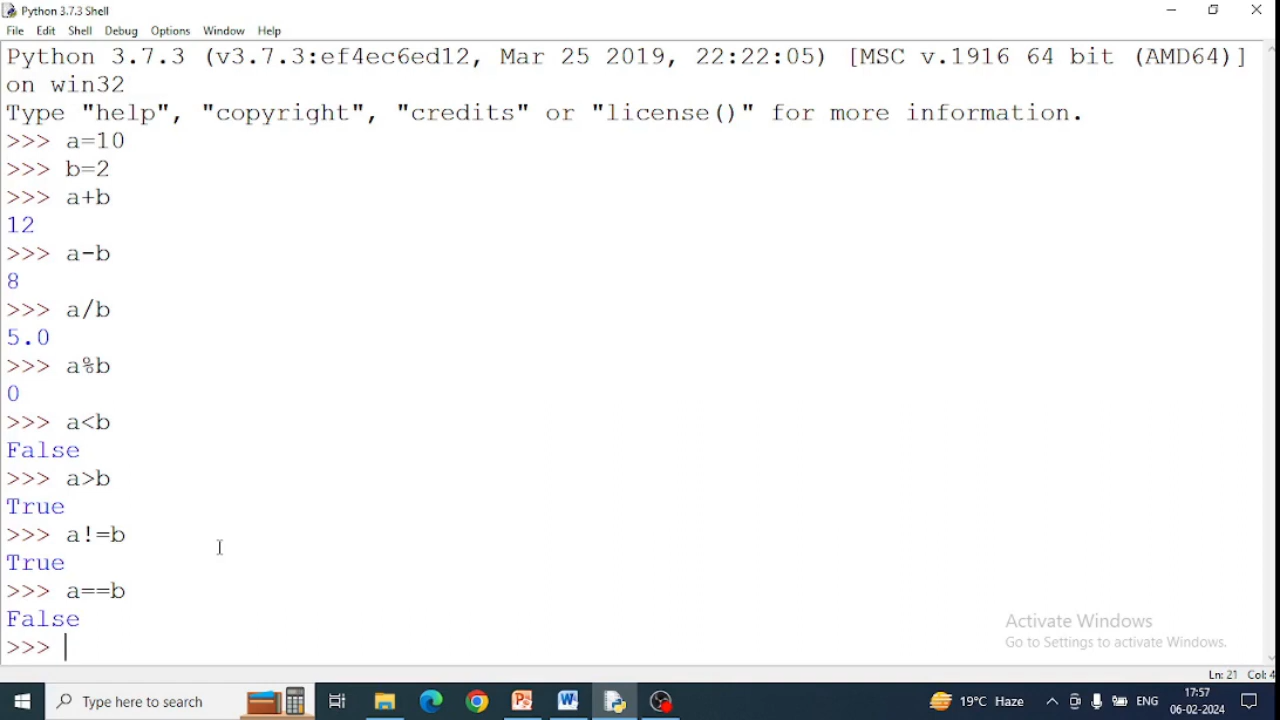 Python 3.7.3 Shell
File Edit Shell Debug Options Window Help
Python 3.7.3 (v3.7.3:ef4ec6ed12, Mar 25 2019, 22:22:05) [MSC v.1916 64 bit (AMD64)]
on win32
Type "help", "copyright", "credits" or "license()" for more information.
>>> a=10
>>> b=2
>>> a+b
12
>>> a-b
8
>>> a/b
5.0
>>> a%b
0
>>> a<b
False
>>> a>b
True
>>> a!=b
True
>>> a==b
False
>>>
Activate Windows
Go to Settings to activate Windows.
Ln: 21 Col: 4
Type here to search
19°C Haze
ENG
17:57
06-02-2024